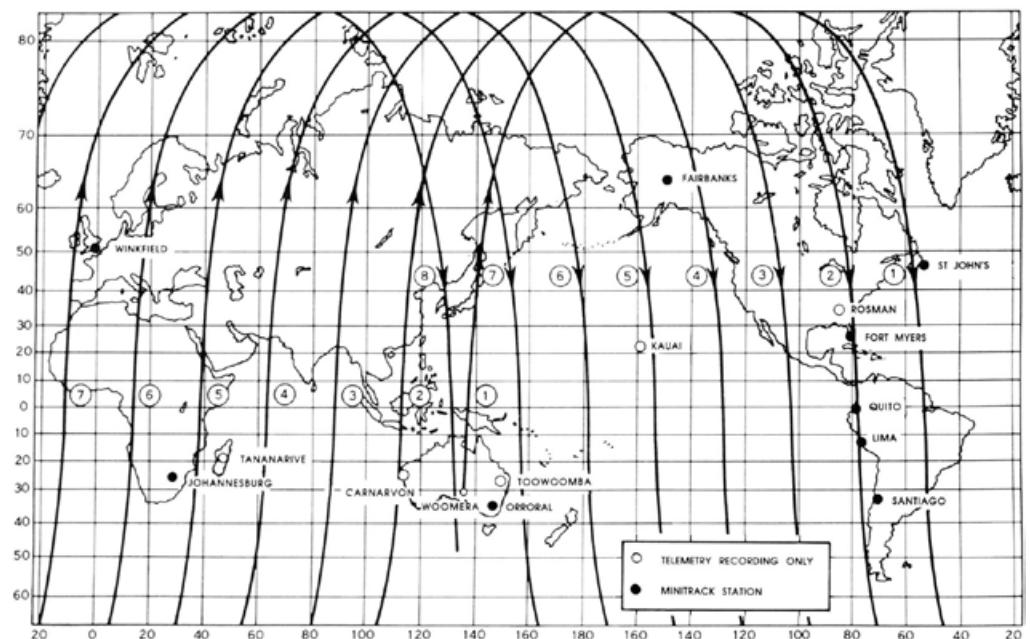 80
70
60
50
40
30
20
10
0
10
20
30
40
50
60
FAIRBANKS
WINKFIELD
ST JOHN'S
8 7 6 5 4 3 2 1
ROSMAN
FORT MYERS
KAUAI
7 6 5 4 3 2 1
QUITO
LIMA
TANANARIVE
JOHANNESBURG
CARNARVON
TOOWOOMBA
WOOMERA
ORRORAL
SANTIAGO
TELEMETRY RECORDING ONLY
MINITRACK STATION
20 0 20 40 60 80 100 120 140 160 180 160 140 120 100 80 60 40 20